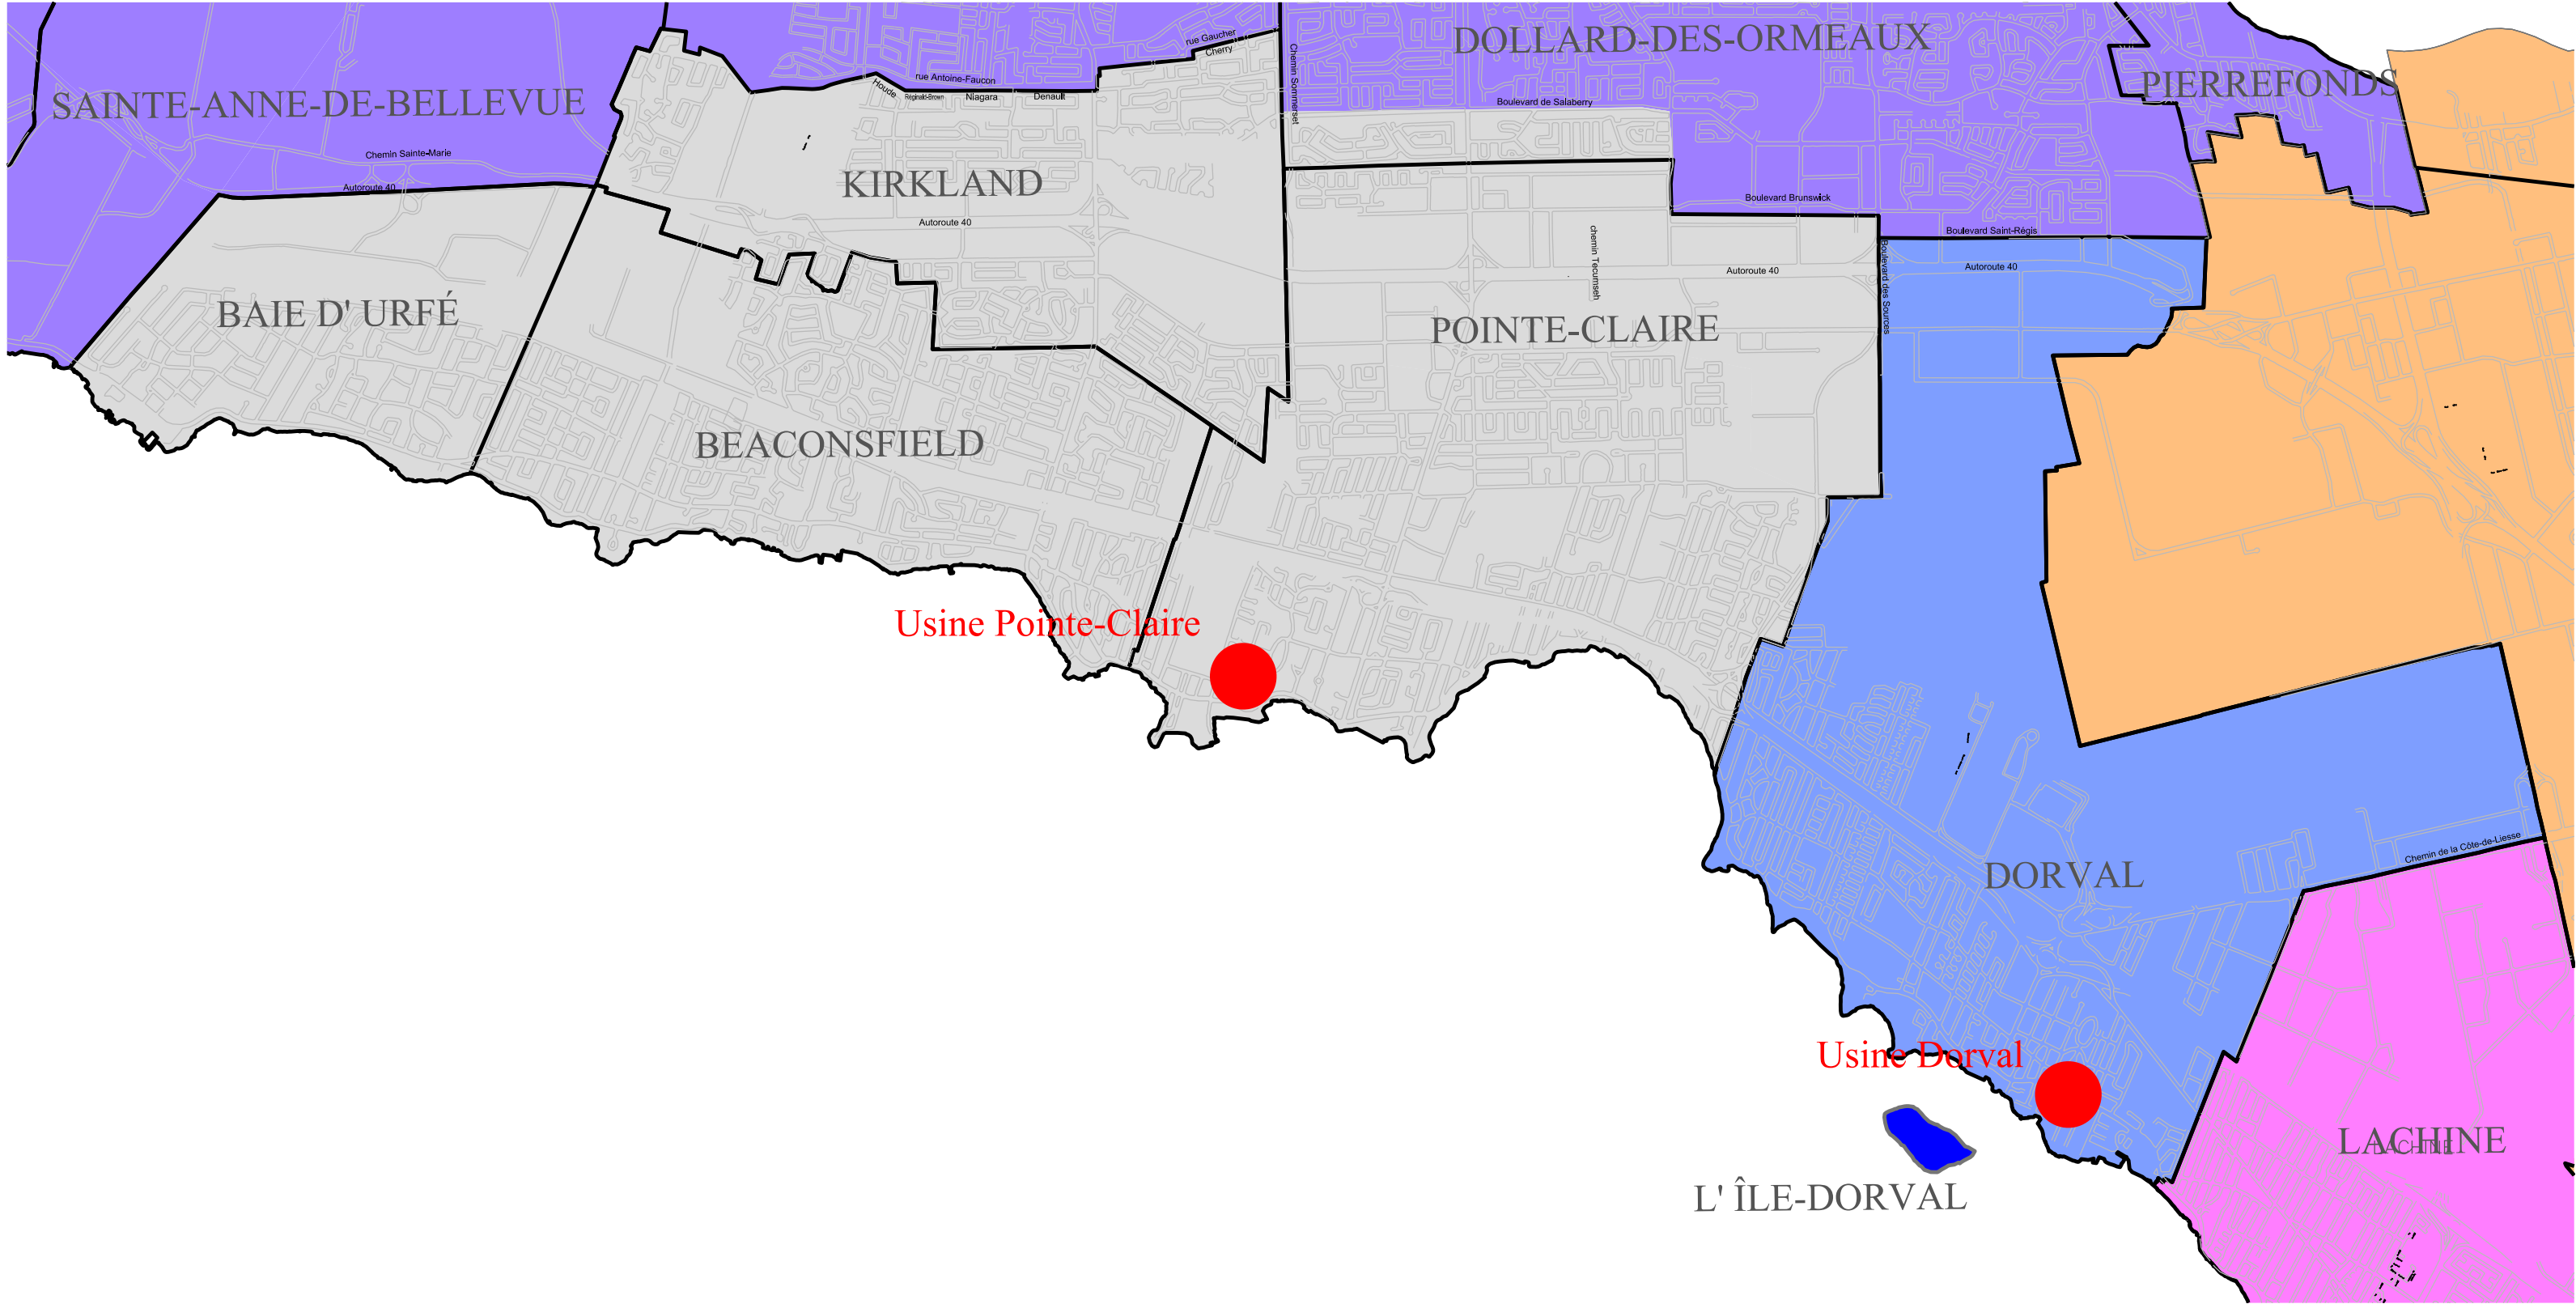 DOLLARD-DES-ORMEAUX
rue Gaucher
Cherry
Chemin Sommerset
rue Antoine-Faucon
Houde
Réginald-Brown
Niagara
Denault
PIERREFONDS
SAINTE-ANNE-DE-BELLEVUE
Boulevard de Salaberry
Chemin Sainte-Marie
Autoroute 40
KIRKLAND
Boulevard Brunswick
Autoroute 40
Boulevard Saint-Régis
chemin Tecumseh
Autoroute 40
Boulevard des Sources
Autoroute 40
BAIE D' URFÉ
POINTE-CLAIRE
BEACONSFIELD
Usine Pointe-Claire
Chemin de la Côte-de-Liesse
DORVAL
Usine Dorval
LACHINE
LACHINE
L' ÎLE-DORVAL